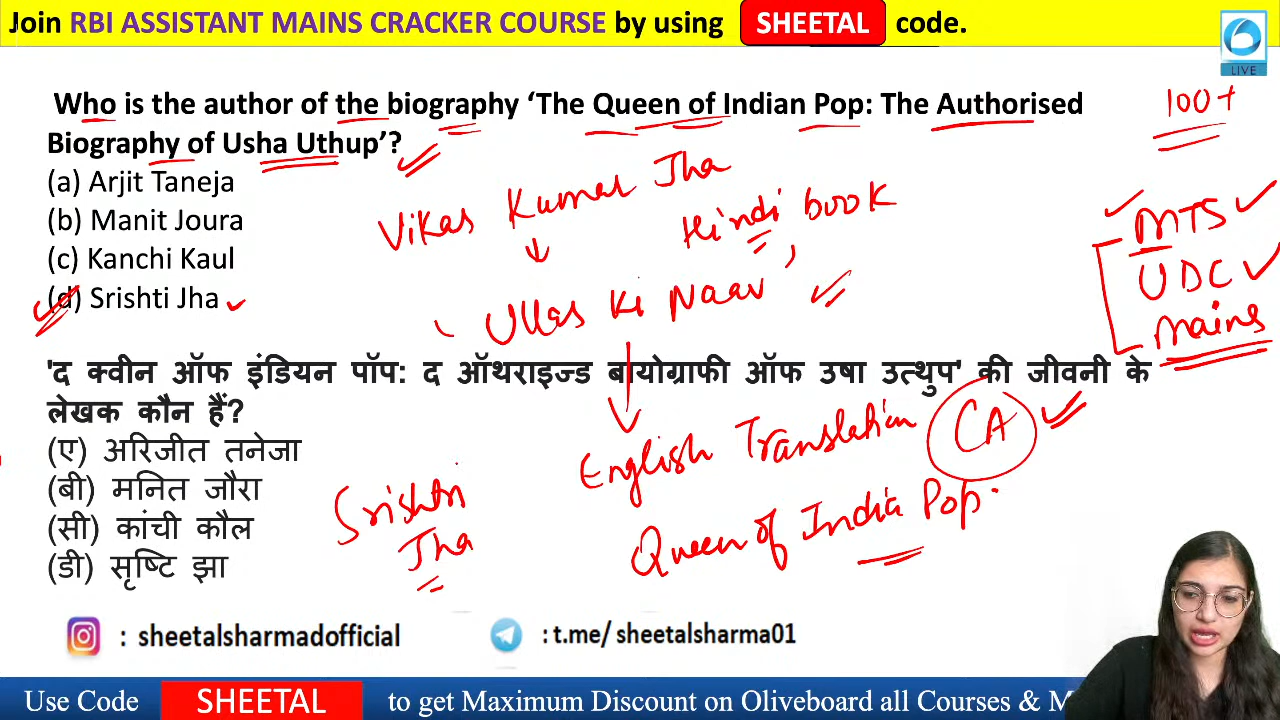 Join RBI ASSISTANT MAINS CRACKER COURSE by using SHEETAL code.
LIVE
Who is the author of the biography ‘The Queen of Indian Pop: The Authorised
Biography of Usha Uthup’?
100+
(a) Arjit Taneja
(b) Manit Joura
(c) Kanchi Kaul
(d) Srishti Jha
Vikas Kumar Jha
Hindi book
Ullas Ki Naav
MTS
UDC
Mains
'द क्वीन ऑफ इंडियन पॉप: द ऑथराइज्ड बायोग्राफी ऑफ उषा उत्थुप' की जीवनी के
लेखक कौन हैं?
(ए) अरिजीत तनेजा
(बी) मनित जौरा
(सी) कांची कौल
(डी) सृष्टि झा
English Translation
CA
Srishti
Jha
Queen of India Pop.
: sheetalsharmadofficial
: t.me/ sheetalsharma01
Use Code SHEETAL to get Maximum Discount on Oliveboard all Courses & M